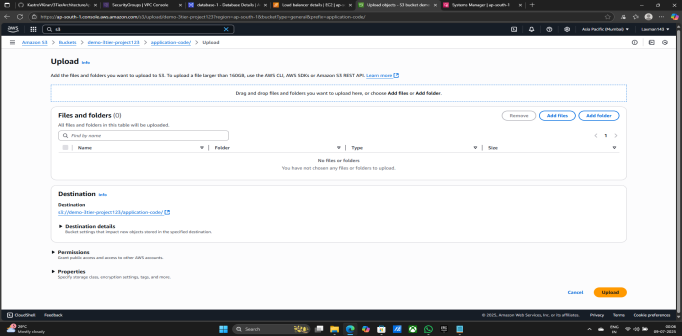 KastroVKiran/3TierArchitecture/
SecurityGroups | VPC Console
database-1 - Database Details | 
Load balancer details | EC2 | ap-s
Upload objects - S3 bucket demo
Systems Manager | ap-south-1
https://ap-south-1.console.aws.amazon.com/s3/upload/demo-3tier-project123?region=ap-south-1&bucketType=general&prefix=application-code/
aws
s3
Asia Pacific (Mumbai)
Amazon S3 > Buckets > demo-3tier-project123 > application-code/ > Upload
Upload Info
Add the files and folders you want to upload to S3. To upload a file larger than 160GB, use the AWS CLI, AWS SDKs or Amazon S3 REST API. Learn more
Drag and drop files and folders you want to upload here, or choose Add files or Add folder.
Files and folders (0)
Remove
Add files
Add folder
All files and folders in this table will be uploaded.
Find by name
1
Name
Folder
Type
Size
No files or folders
You have not chosen any files or folders to upload.
Destination Info
Destination
s3://demo-3tier-project123/application-code/
Destination details
Bucket settings that impact new objects stored in the specified destination.
Permissions
Grant public access and access to other AWS accounts.
Properties
Specify storage class, encryption settings, tags, and more.
Cancel
Upload
CloudShell
Feedback
© 2025, Amazon Web Services, Inc. or its affiliates.
Privacy
Terms
Cookie preferences
Mostly cloudy
Search
ENG
IN
00:06